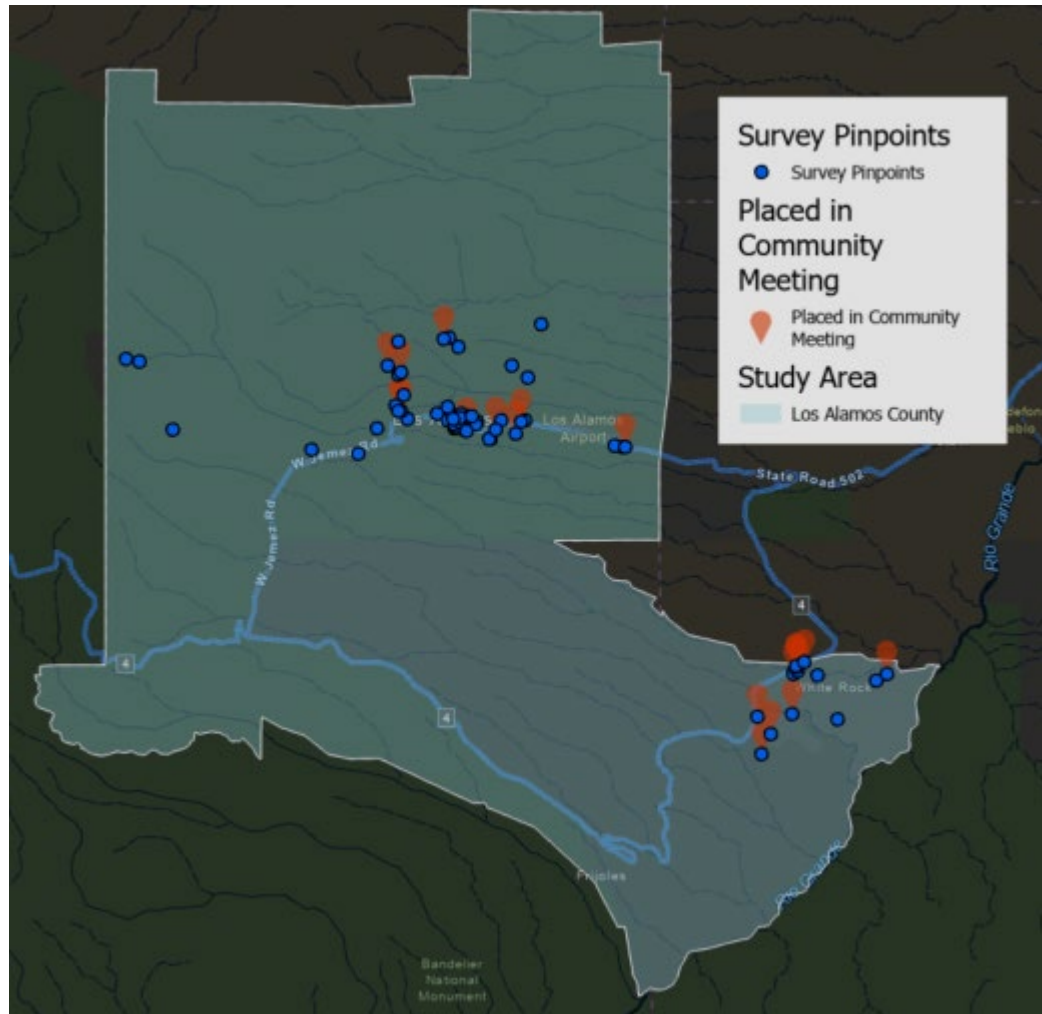 Survey Pinpoints
Survey Pinpoints
Placed in
Community
Meeting
Placed in Community
Meeting
Study Area
Los Alamos County
Los Alamos
Airport
W Jemez Rd
State Road 502
W Jemez Rd
Rio Grande
4
4
4
White Rock
Frijoles
Rio Grande
Bandelier
National
Monument